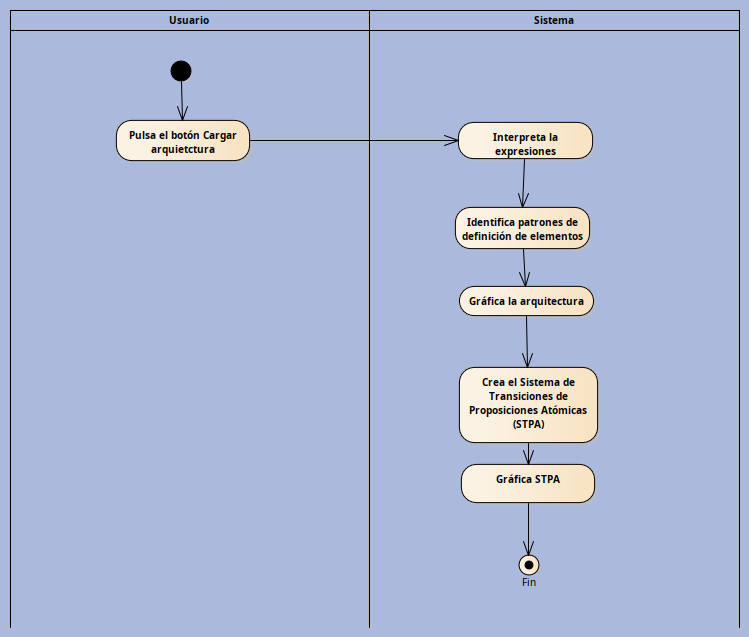 Usuario
Sistema
Pulsa el botón Cargar
arquietctura
Interpreta la
expresiones
Identifica patrones de
definición de elementos
Gráfica la arquitectura
Crea el Sistema de
Transiciones de
Proposiciones Atómicas
(STPA)
Gráfica STPA
Fin